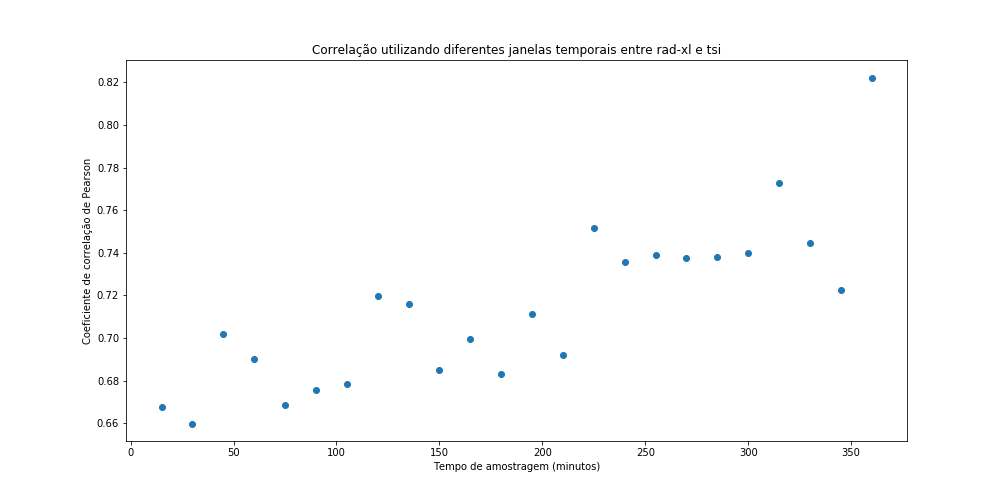 Correlação utilizando diferentes janelas temporais entre rad-xl e tsi
Coeficiente de correlação de Pearson
0.82
0.80
0.78
0.76
0.74
0.72
0.70
0.68
0.66
0 50 100 150 200 250 300 350
Tempo de amostragem (minutos)